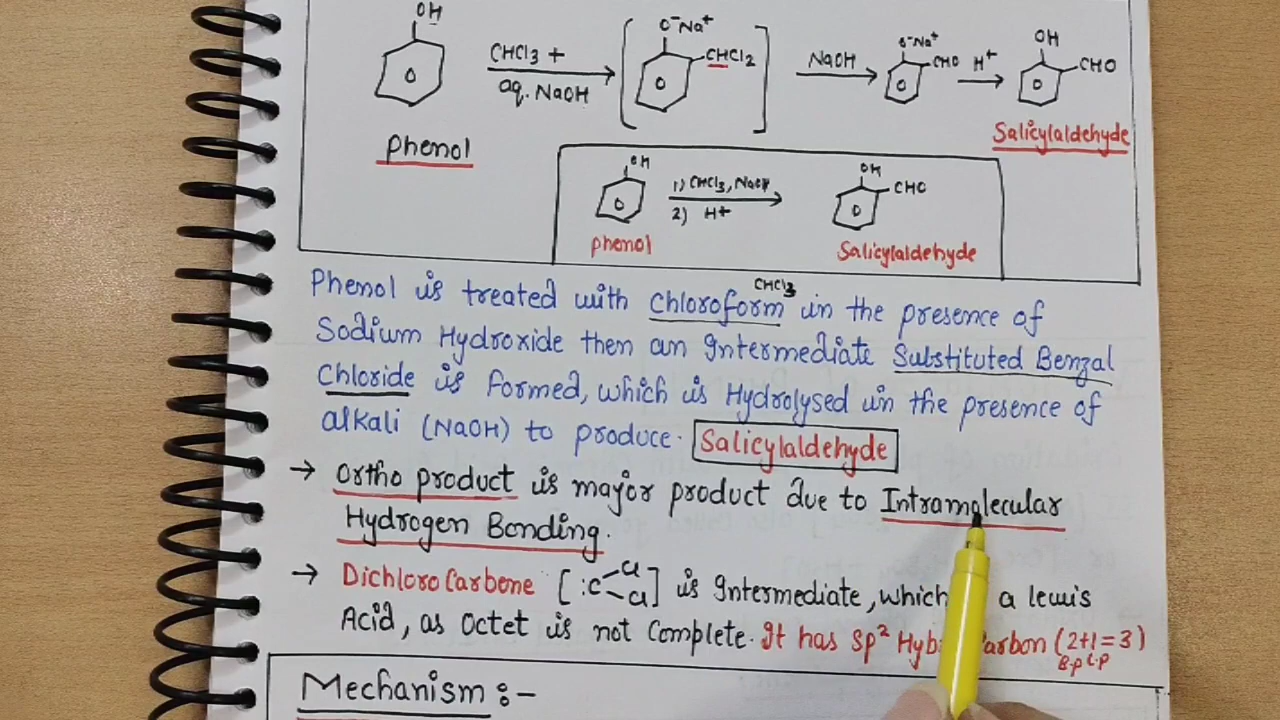 OH
CHCl3 +
aq. NaOH
O⁻Na⁺
CHCl2
NaOH
O⁻Na⁺
CHO
H⁺
OH
CHO
Phenol
Salicylaldehyde
OH
1) CHCl3, NaOH
2) H+
OH
CHO
phenol
Salicylaldehyde
CHCl3
Phenol is treated with Chloroform in the presence of
Sodium Hydroxide then an Intermediate Substituted Benzal
Chloride is formed, which is Hydrolysed in the presence of
alkali (NaOH) to produce. Salicylaldehyde
→ Ortho product is major product due to Intramolecular
Hydrogen Bonding.
→ Dichloro Carbene [:C Cl Cl] is Intermediate, which a lewis
Acid, as Octet is not Complete. It has Sp² Hyb arbon (2+1=3)
B.p L.p
Mechanism :-